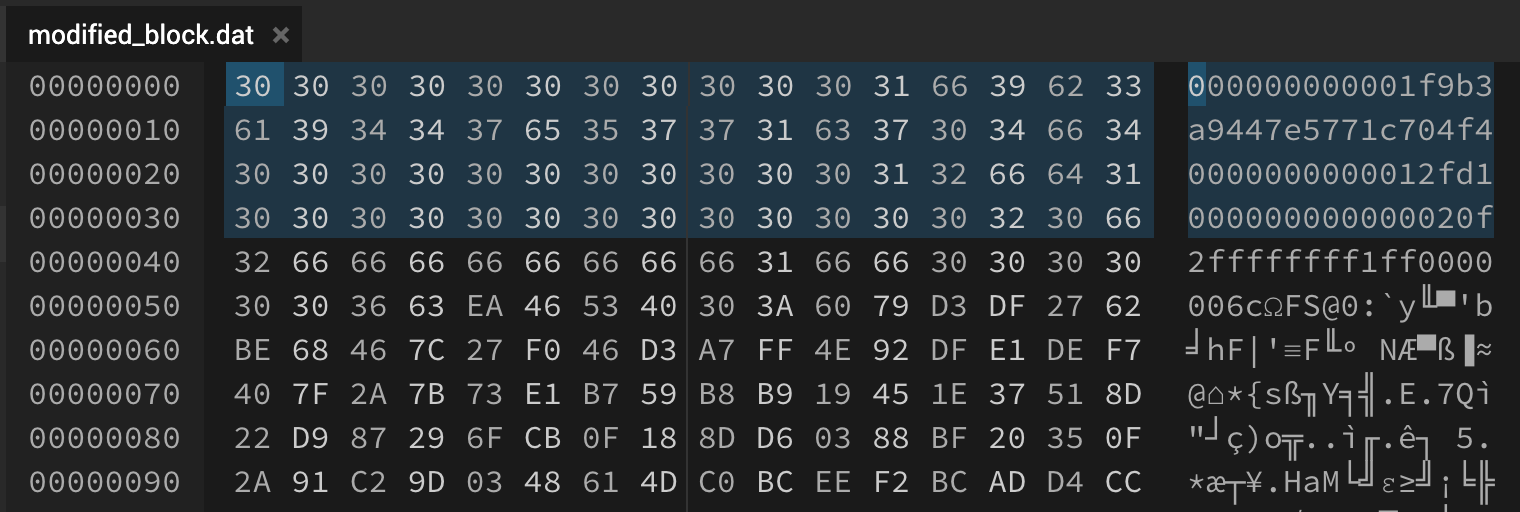 modified_block.dat ×
00000000 30 30 30 30 30 30 30 30 30 30 30 31 66 39 62 33 00000000001f9b3
00000010 61 39 34 34 37 65 35 37 37 31 63 37 30 34 66 34 a9447e5771c704f4
00000020 30 30 30 30 30 30 30 30 30 30 30 31 32 66 64 31 0000000000012fd1
00000030 30 30 30 30 30 30 30 30 30 30 30 30 30 32 30 66 000000000000020f
00000040 32 66 66 66 66 66 66 66 66 31 66 66 30 30 30 30 2ffffffff1ff0000
00000050 30 30 36 63 EA 46 53 40 30 3A 60 79 D3 DF 27 62 006cΩFS@0:`y╙▀'b
00000060 BE 68 46 7C 27 F0 46 D3 A7 FF 4E 92 DF E1 DE F7 ╛hF|'≡F╙º NÆ▀ß▐≈
00000070 40 7F 2A 7B 73 E1 B7 59 B8 B9 19 45 1E 37 51 8D @⌂*{sß╖Y╕╣.E.7Qì
00000080 22 D9 87 29 6F CB 0F 18 8D D6 03 88 BF 20 35 0F "┘ç)o╦..ì╓.ê┐ 5.
00000090 2A 91 C2 9D 03 48 61 4D C0 BC EE F2 BC AD D4 CC *æ┬¥.HaM└╝ε≥╝¡╘╠